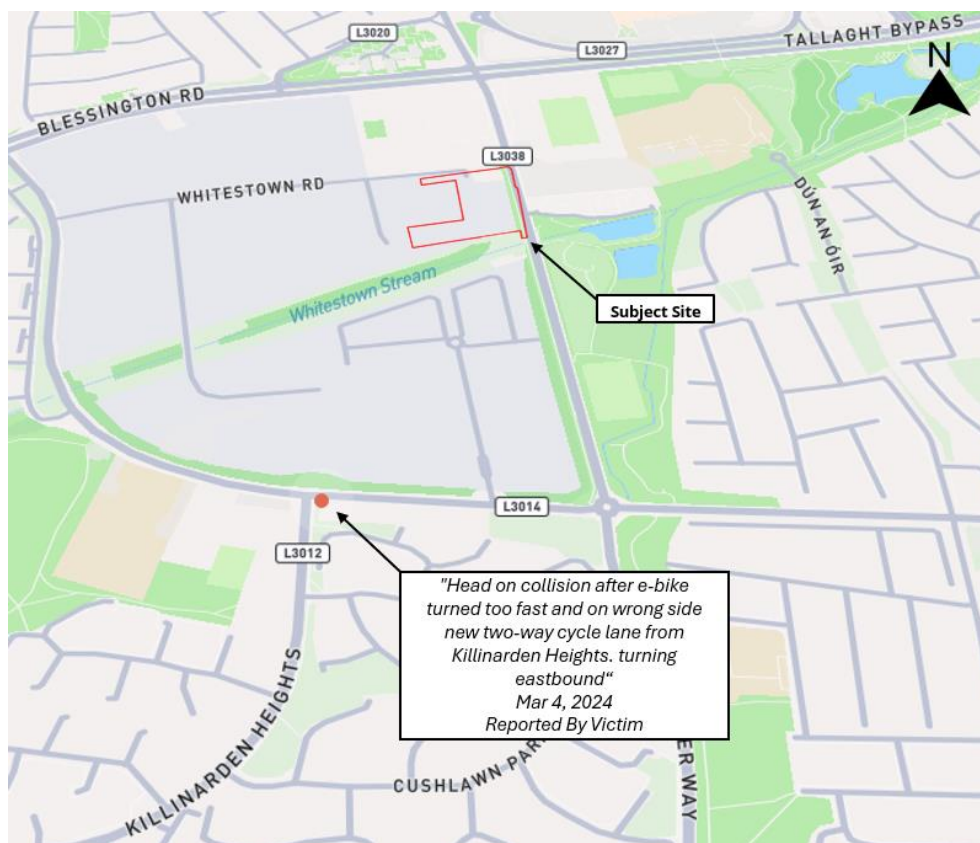 L3020
L3027
TALLAGHT BYPASS
N
BLESSINGTON RD
L3038
WHITESTOWN RD
DÚN AN ÓIR
Whitestown Stream
Subject Site
L3014
L3012
"Head on collision after e-bike
turned too fast and on wrong side
new two-way cycle lane from
Killinarden Heights. turning
eastbound“
Mar 4, 2024
Reported By Victim
KILLINARDEN HEIGHTS
CUSHLAWN PAR
ER WAY